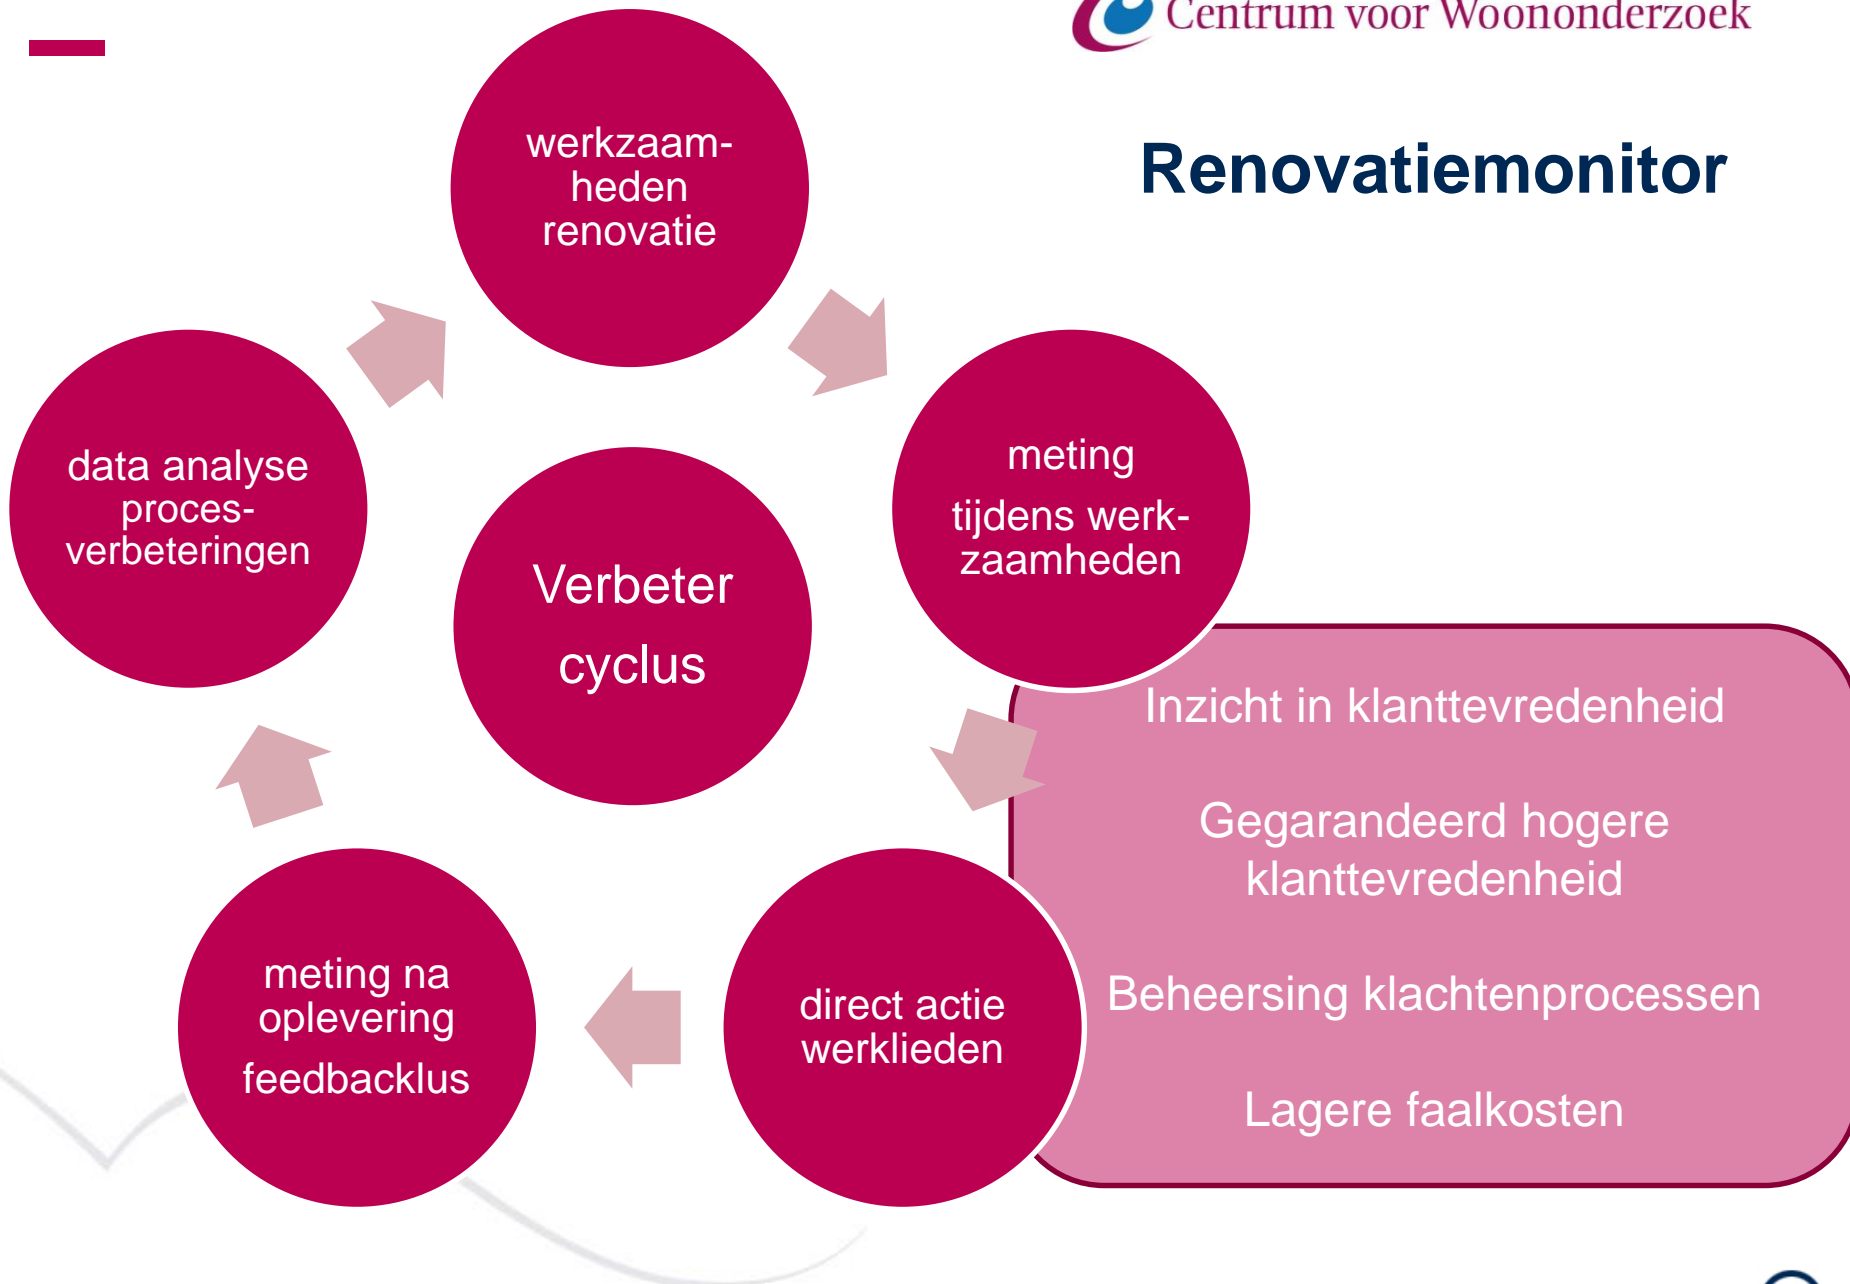 Centrum voor Woononderzoek
Renovatiemonitor
werkzaam-
heden
renovatie
meting
tijdens werk-
zaamheden
direct actie
werklieden
meting na
oplevering
feedbacklus
data analyse
proces-
verbeteringen
Verbeter
cyclus
Inzicht in klanttevredenheid
Gegarandeerd hogere
klanttevredenheid
Beheersing klachtenprocessen
Lagere faalkosten